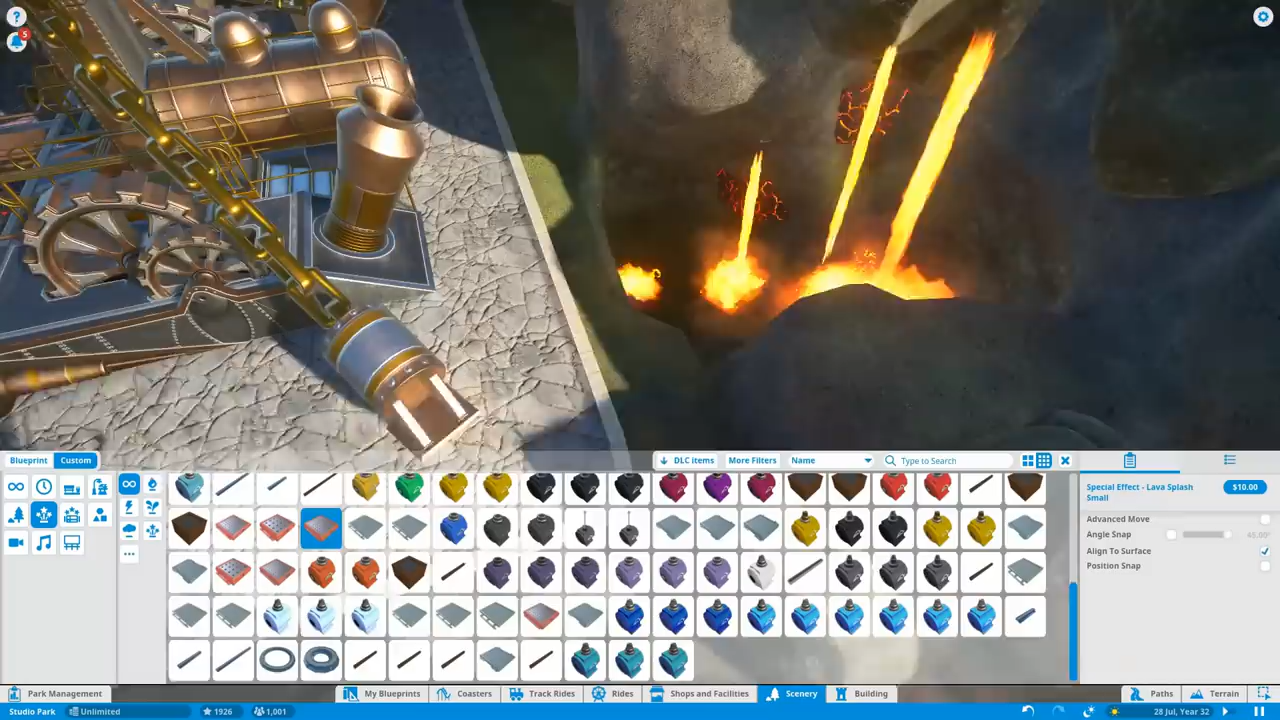 ?
5
Blueprint
Custom
DLC items
More Filters
Name
Type to Search
Special Effect - Lava Splash
Small
$10.00
Advanced Move
Angle Snap
45.00°
Align To Surface
Position Snap
Park Management
My Blueprints
Coasters
Track Rides
Rides
Shops and Facilities
Scenery
Building
Paths
Terrain
Studio Park
Unlimited
1926
1,001
28 Jul, Year 32